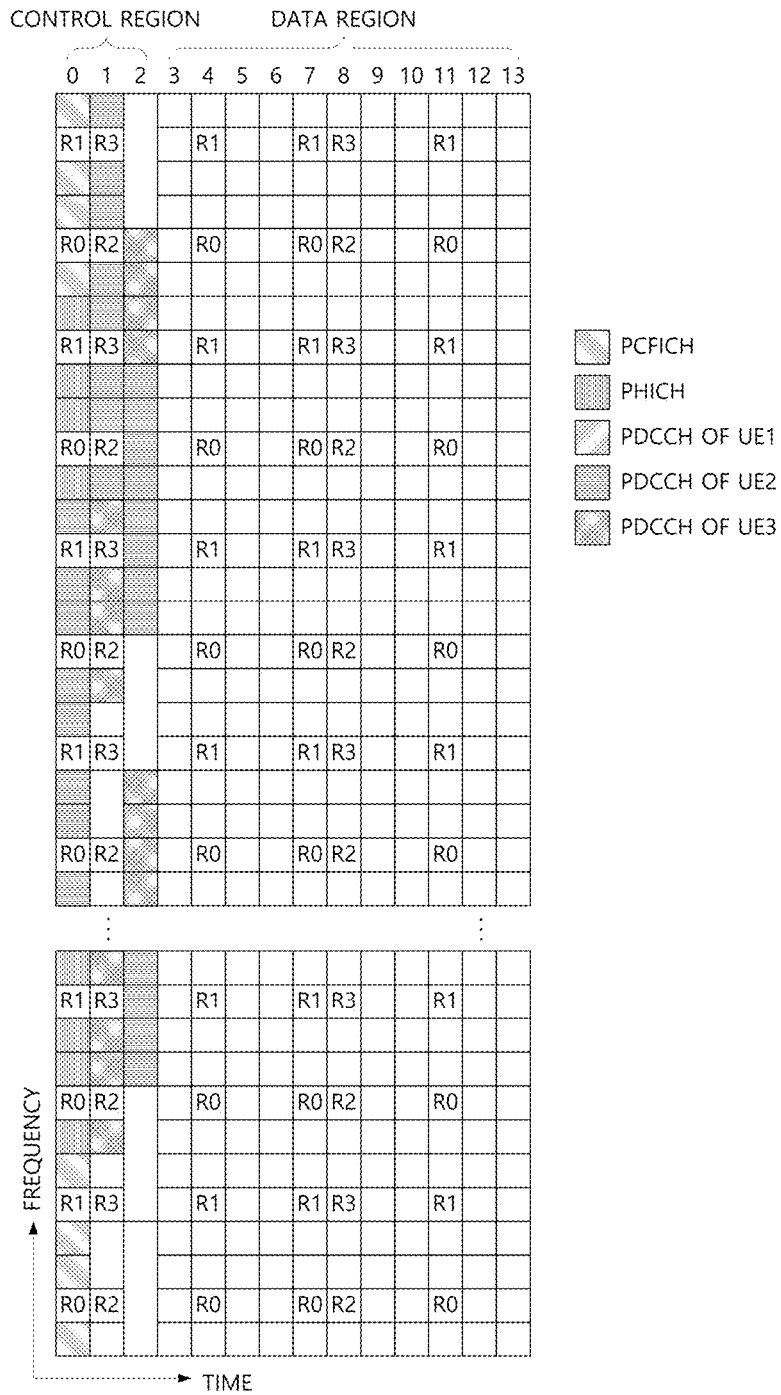 CONTROL REGION DATA REGION
0 1 2 3 4 5 6 7 8 9 10 11 12 13
R1 R3 R1 R1 R3 R1
R0 R2 R0 R0 R2 R0
R1 R3 R1 R1 R3 R1
R0 R2 R0 R0 R2 R0
R1 R3 R1 R1 R3 R1
R0 R2 R0 R0 R2 R0
R1 R3 R1 R1 R3 R1
R0 R2 R0 R0 R2 R0
PCFICH
PHICH
PDCCH OF UE1
PDCCH OF UE2
PDCCH OF UE3
R1 R3 R1 R1 R3 R1
R0 R2 R0 R0 R2 R0
R1 R3 R1 R1 R3 R1
R0 R2 R0 R0 R2 R0
FREQUENCY
TIME